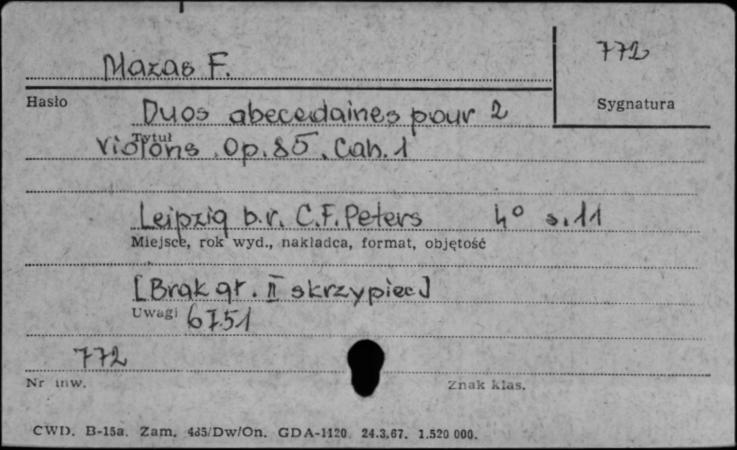 Mazas F.
772
Hasło
Sygnatura
Duos abecedaines pour 2
Tytuł
violons. Op. 85. Cah. 1
Leipzig b.r. C.F. Peters 4° s. 11
Miejsce, rok wyd., nakładca, format, objętość
[Brak gł. II skrzypiec]
Uwagi 6751
772
Nr inw.
Znak klas.
CWD. B-15a. Zam. 485/Dw/On. GDA-1120 24.3.67. 1.520 000.